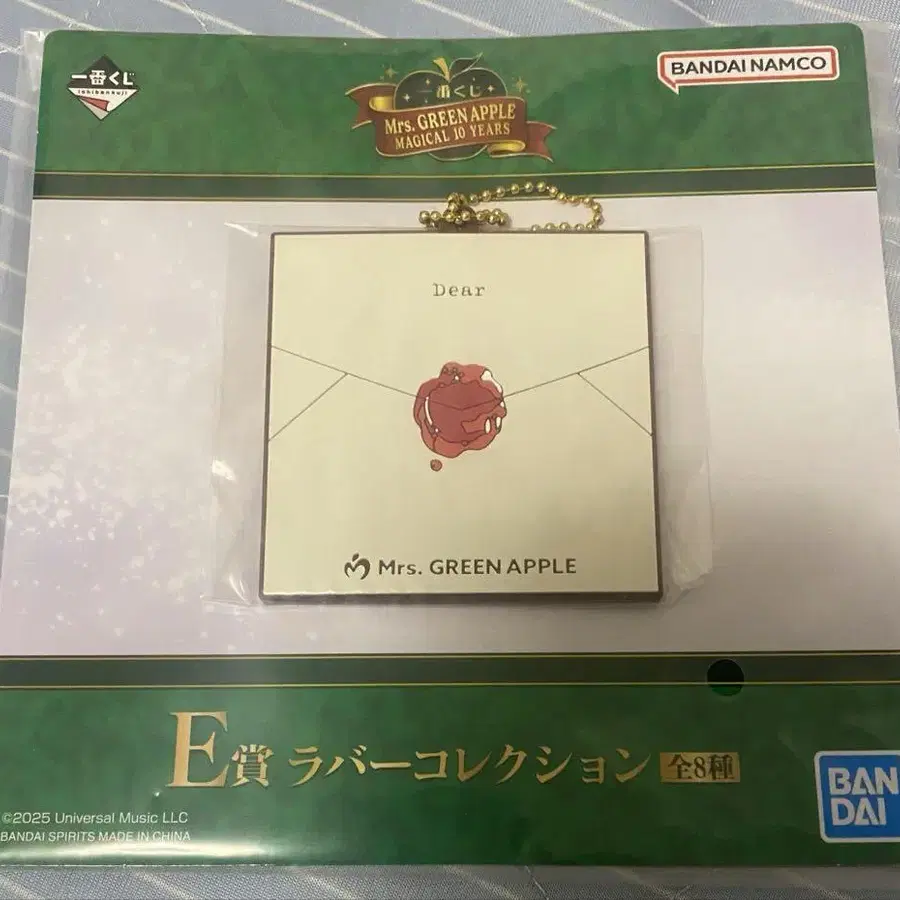 一番くじ
ichibankuji
一番くじ
Mrs. GREEN APPLE
MAGICAL 10 YEARS
BANDAI NAMCO
Dear
Mrs. GREEN APPLE
E賞 ラバーコレクション 全8種
©2025 Universal Music LLC
BANDAI SPIRITS MADE IN CHINA
BAN
DAI